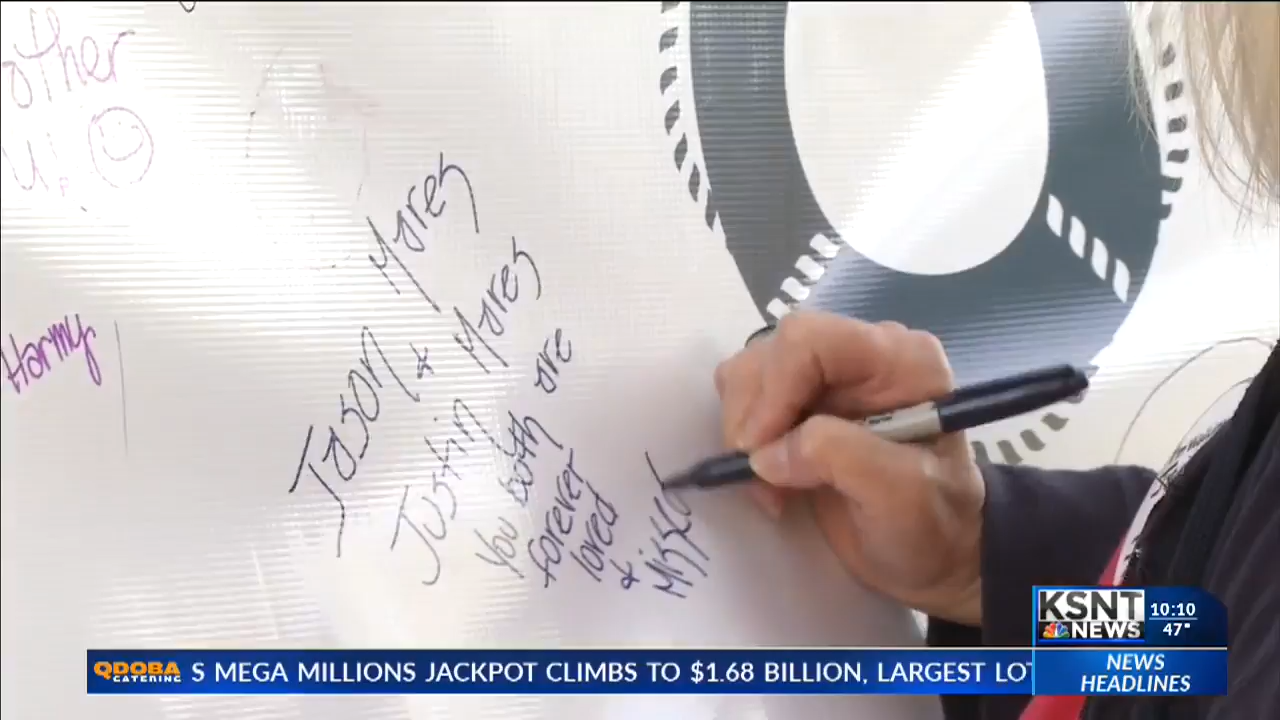 other
U!
Harmy
Jason Mares
&
Justin Mares
You both are
forever
loved
&
Missed
KSNT
NEWS
10:10
47°
NEWS
HEADLINES
QDOBA
CATERING
S MEGA MILLIONS JACKPOT CLIMBS TO $1.68 BILLION, LARGEST LOT